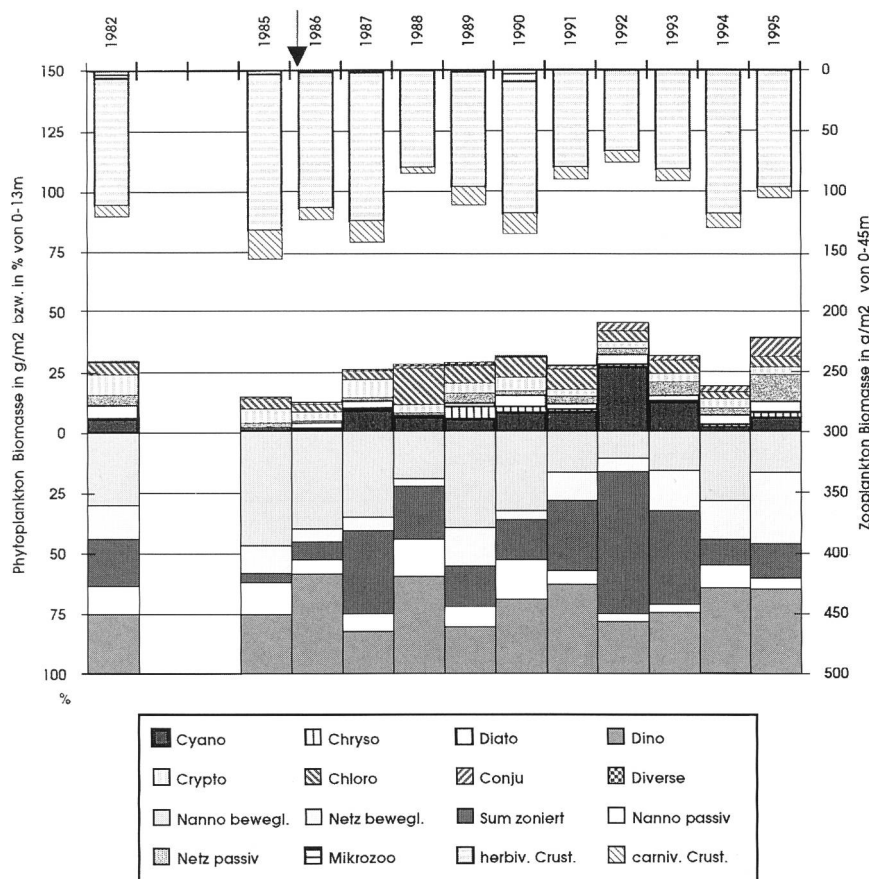 1982 1985 1986 1987 1988 1989 1990 1991 1992 1993 1994 1995
150 0
125 50
100 100
75 150
50 200
25 250
0 300
25 350
50 400
75 450
100 500
%
Phytoplankton Biomasse in g/m2 bzw. in % von 0-13m
Zooplankton Biomasse in g/m2 von 0-45m
Cyano Chryso Diato Dino
Crypto Chloro Conju Diverse
Nanno bewegl. Netz bewegl. Sum zoniert Nanno passiv
Netz passiv Mikrozoo herbiv. Crust. carniv. Crust.